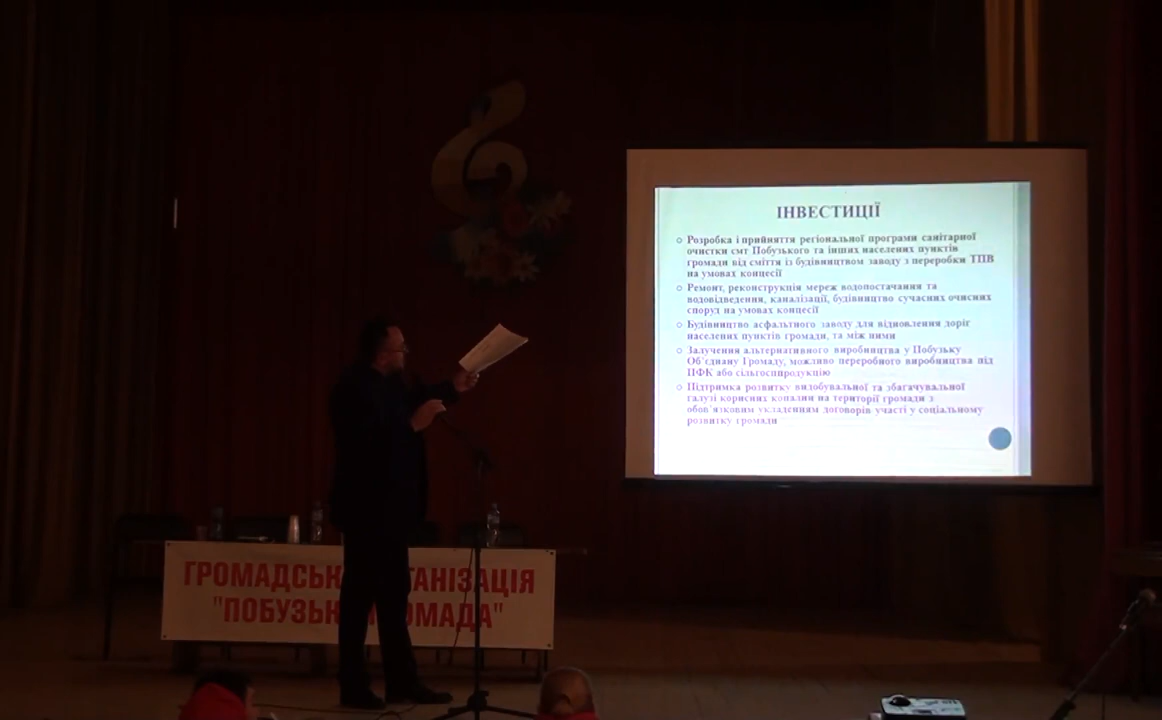 ІНВЕСТИЦІЇ
Розробка і прийняття регіональної програми санітарної
очистки смт Побузького та інших населених пунктів
громади від сміття із будівництвом заводу з переробки ТПВ
на умовах концесії
Ремонт, реконструкція мереж водопостачання та
водовідведення, каналізації, будівництво сучасних очисних
споруд на умовах концесії
Будівництво асфальтного заводу для відновлення доріг
населених пунктів громади, та між ними
Залучення альтернативного виробництва у Побузьку
Об'єднану Громаду, можливо переробного виробництва під
ПФК або сільгоспродукцію
Підтримка розвитку видобувальної та збагачувальної
галузі корисних копалин на території громади з
обов'язковим укладенням договорів участі у соціальному
розвитку громади
ГРОМАДСЬК АНІЗАЦІЯ
"ПОБУЗЬК ОМАДА"